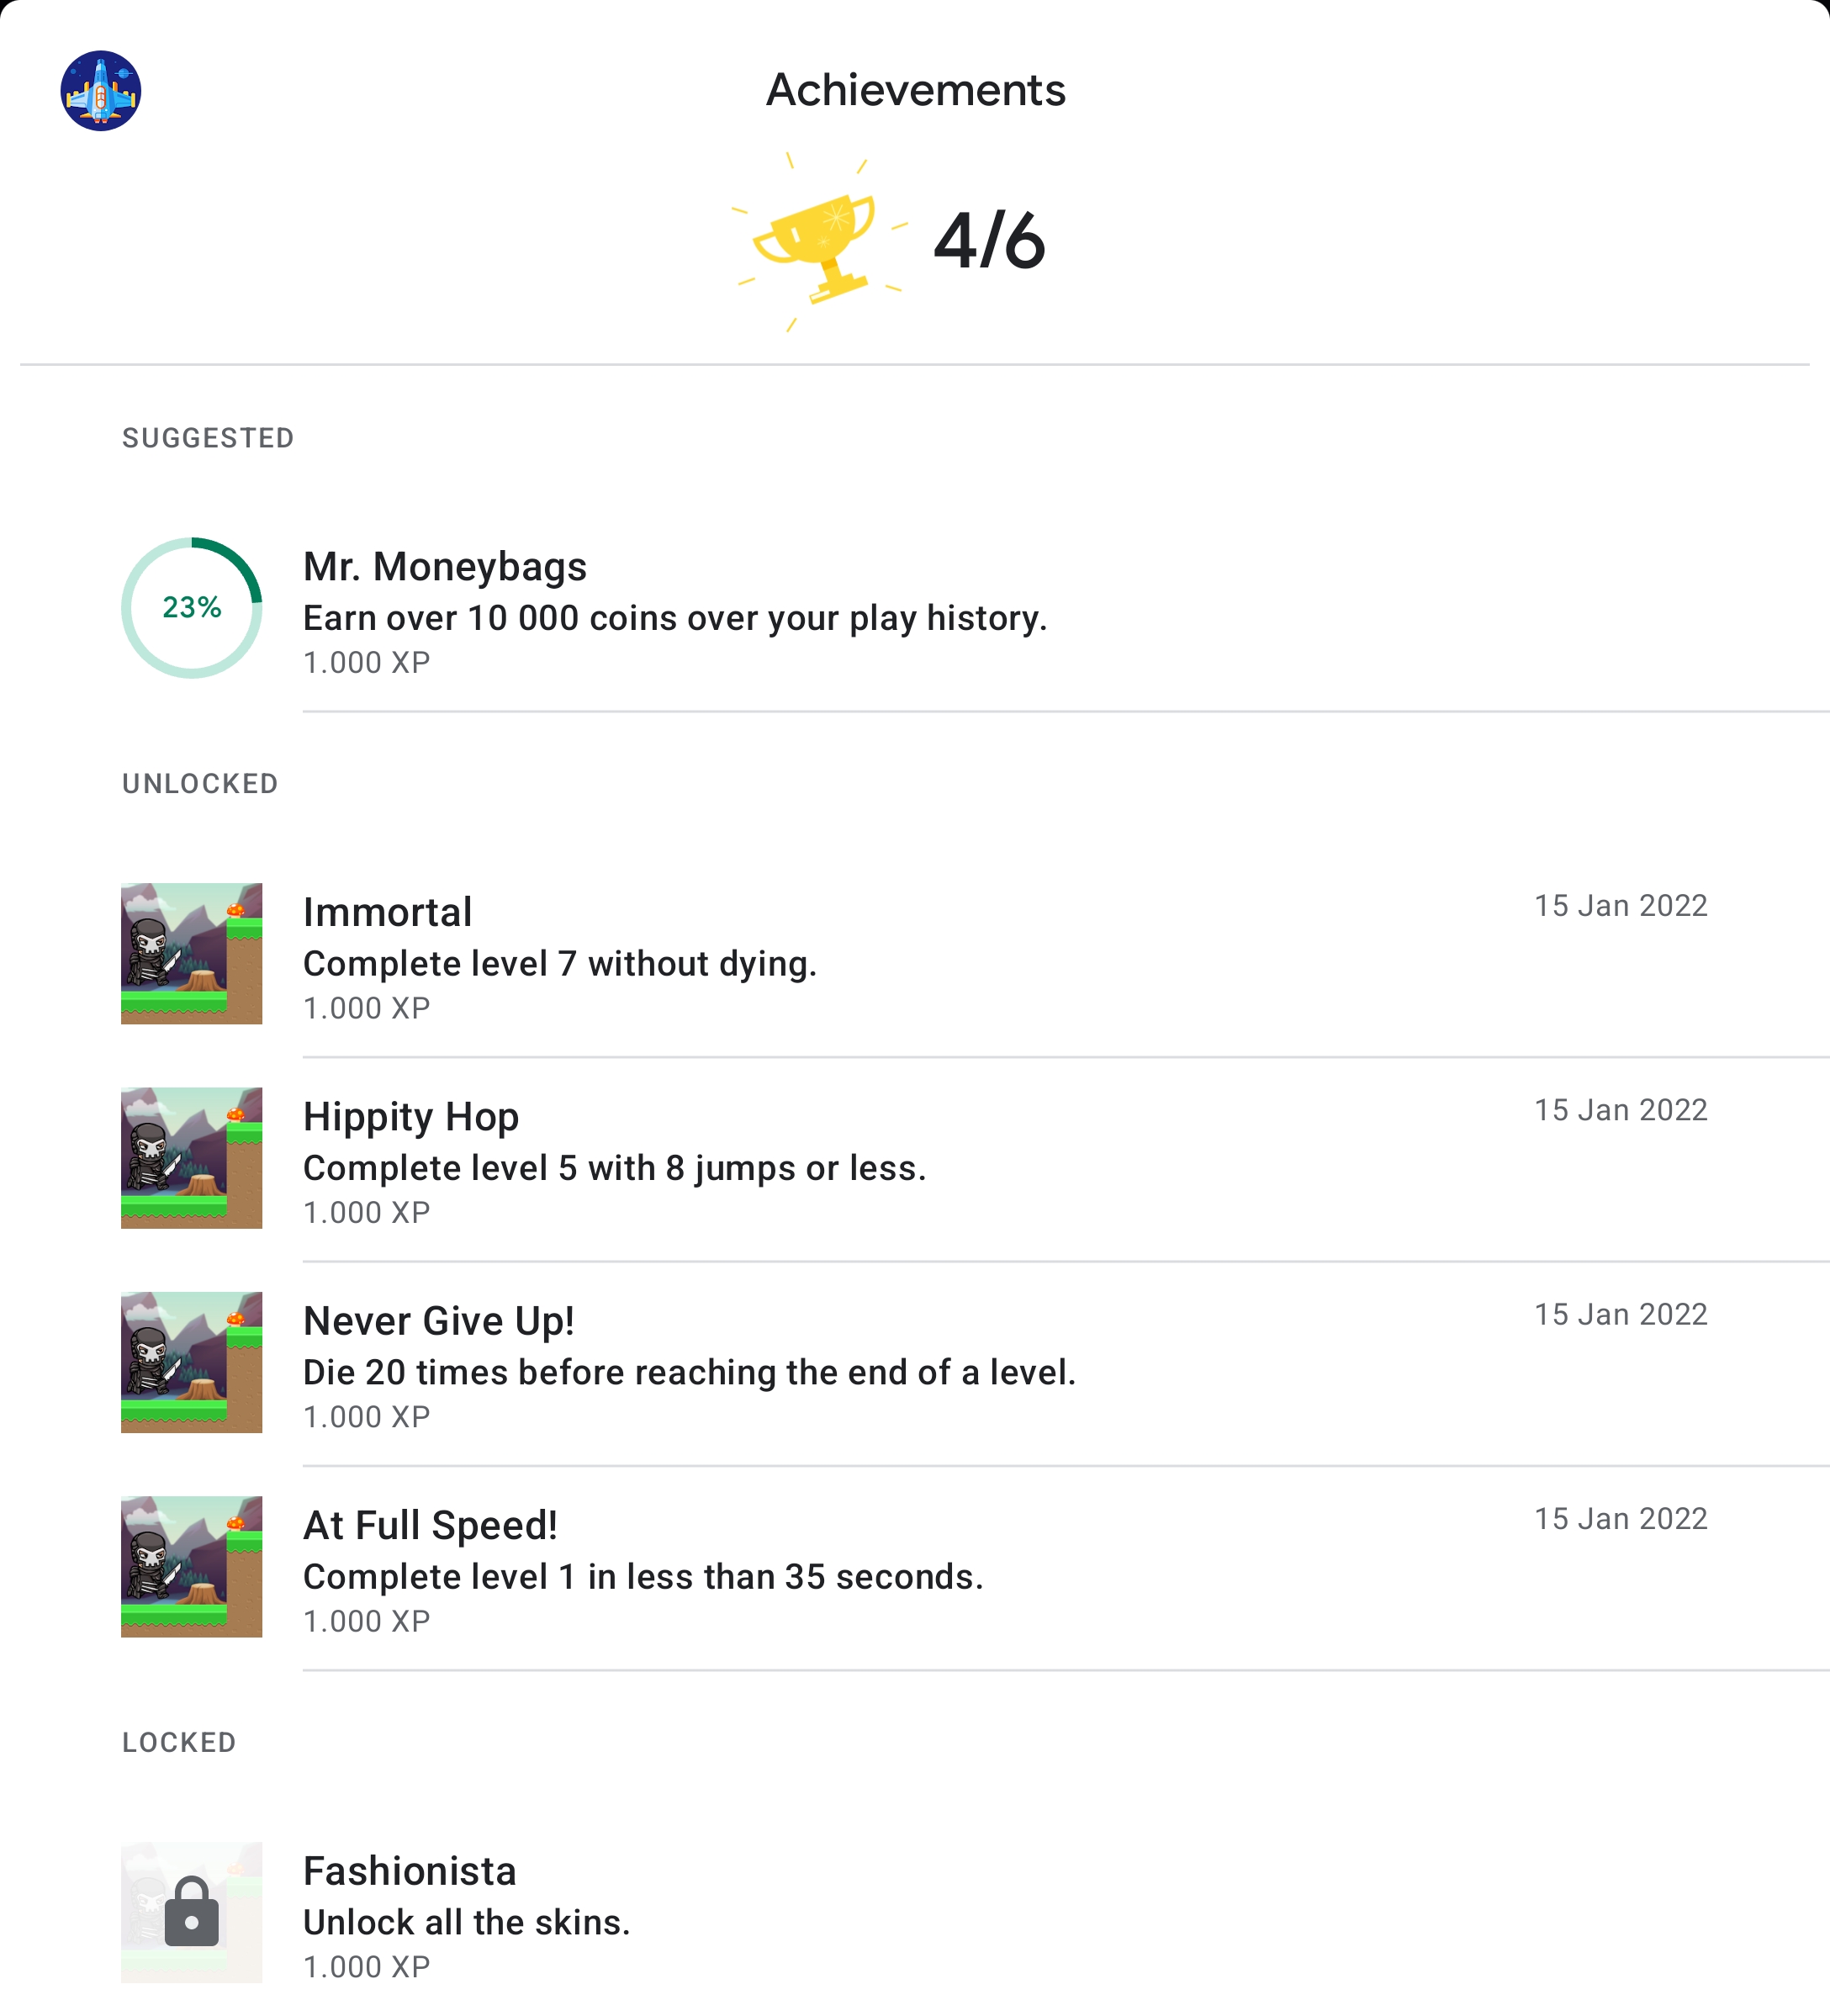 Achievements
4/6
SUGGESTED
23%
Mr. Moneybags
Earn over 10 000 coins over your play history.
1.000 XP
UNLOCKED
Immortal
15 Jan 2022
Complete level 7 without dying.
1.000 XP
Hippity Hop
15 Jan 2022
Complete level 5 with 8 jumps or less.
1.000 XP
Never Give Up!
15 Jan 2022
Die 20 times before reaching the end of a level.
1.000 XP
At Full Speed!
15 Jan 2022
Complete level 1 in less than 35 seconds.
1.000 XP
LOCKED
Fashionista
Unlock all the skins.
1.000 XP